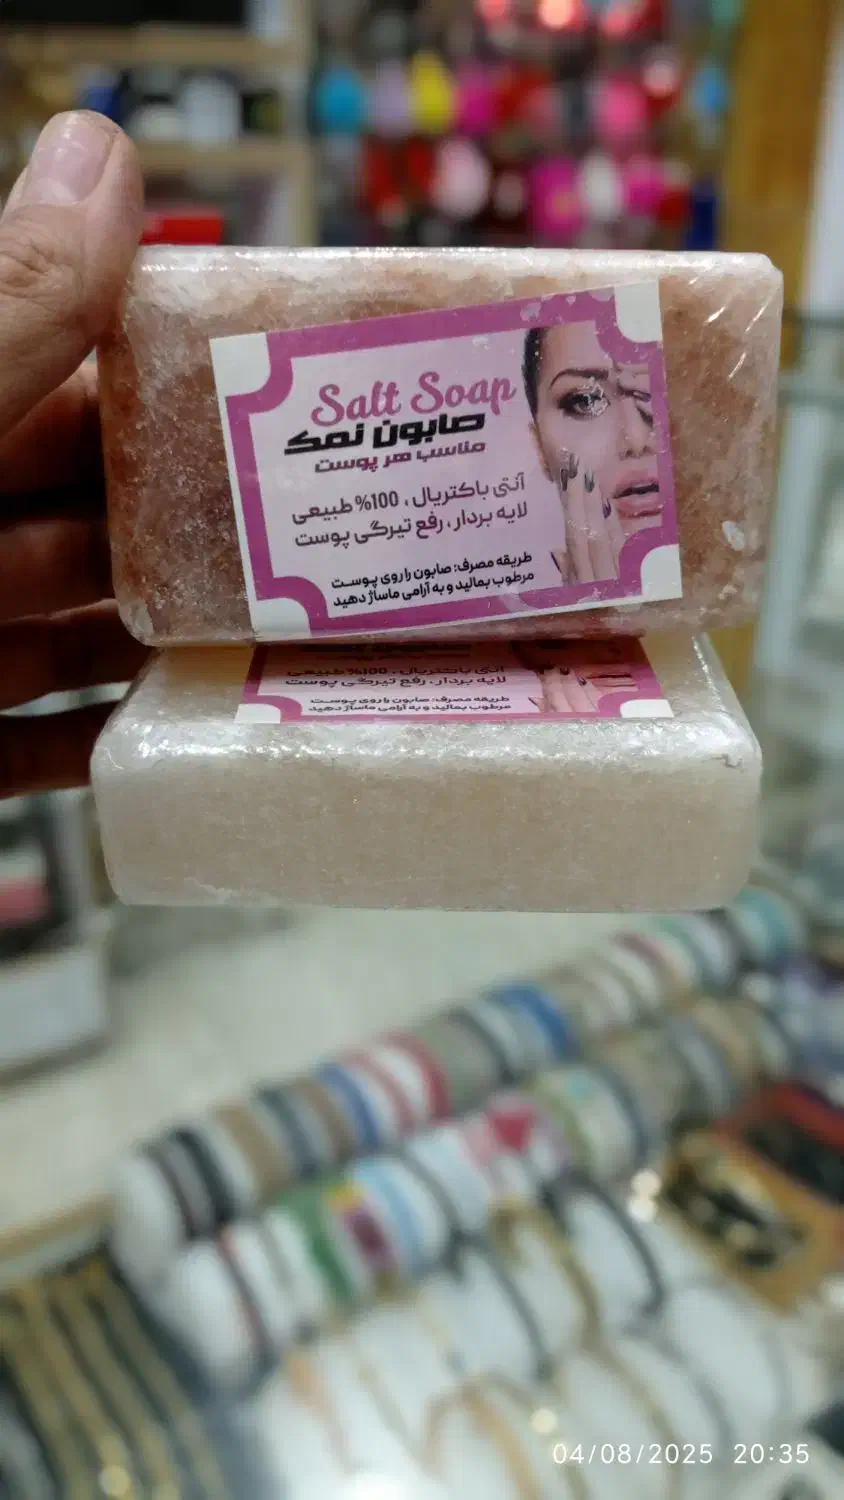 Salt Soap
صابون نمک
مناسب هر پوست
آنتی باکتریال ، 100% طبیعی
لایه بردار ، رفع تیرگی پوست
طریقه مصرف: صابون را روی پوست
مرطوب بمالید و به آرامی ماساژ دهید
آنتی باکتریال ، 100% طبیعی
لایه بردار ، رفع تیرگی پوست
طریقه مصرف: صابون را روی پوست
مرطوب بمالید و به آرامی ماساژ دهید
04/08/2025 20:35